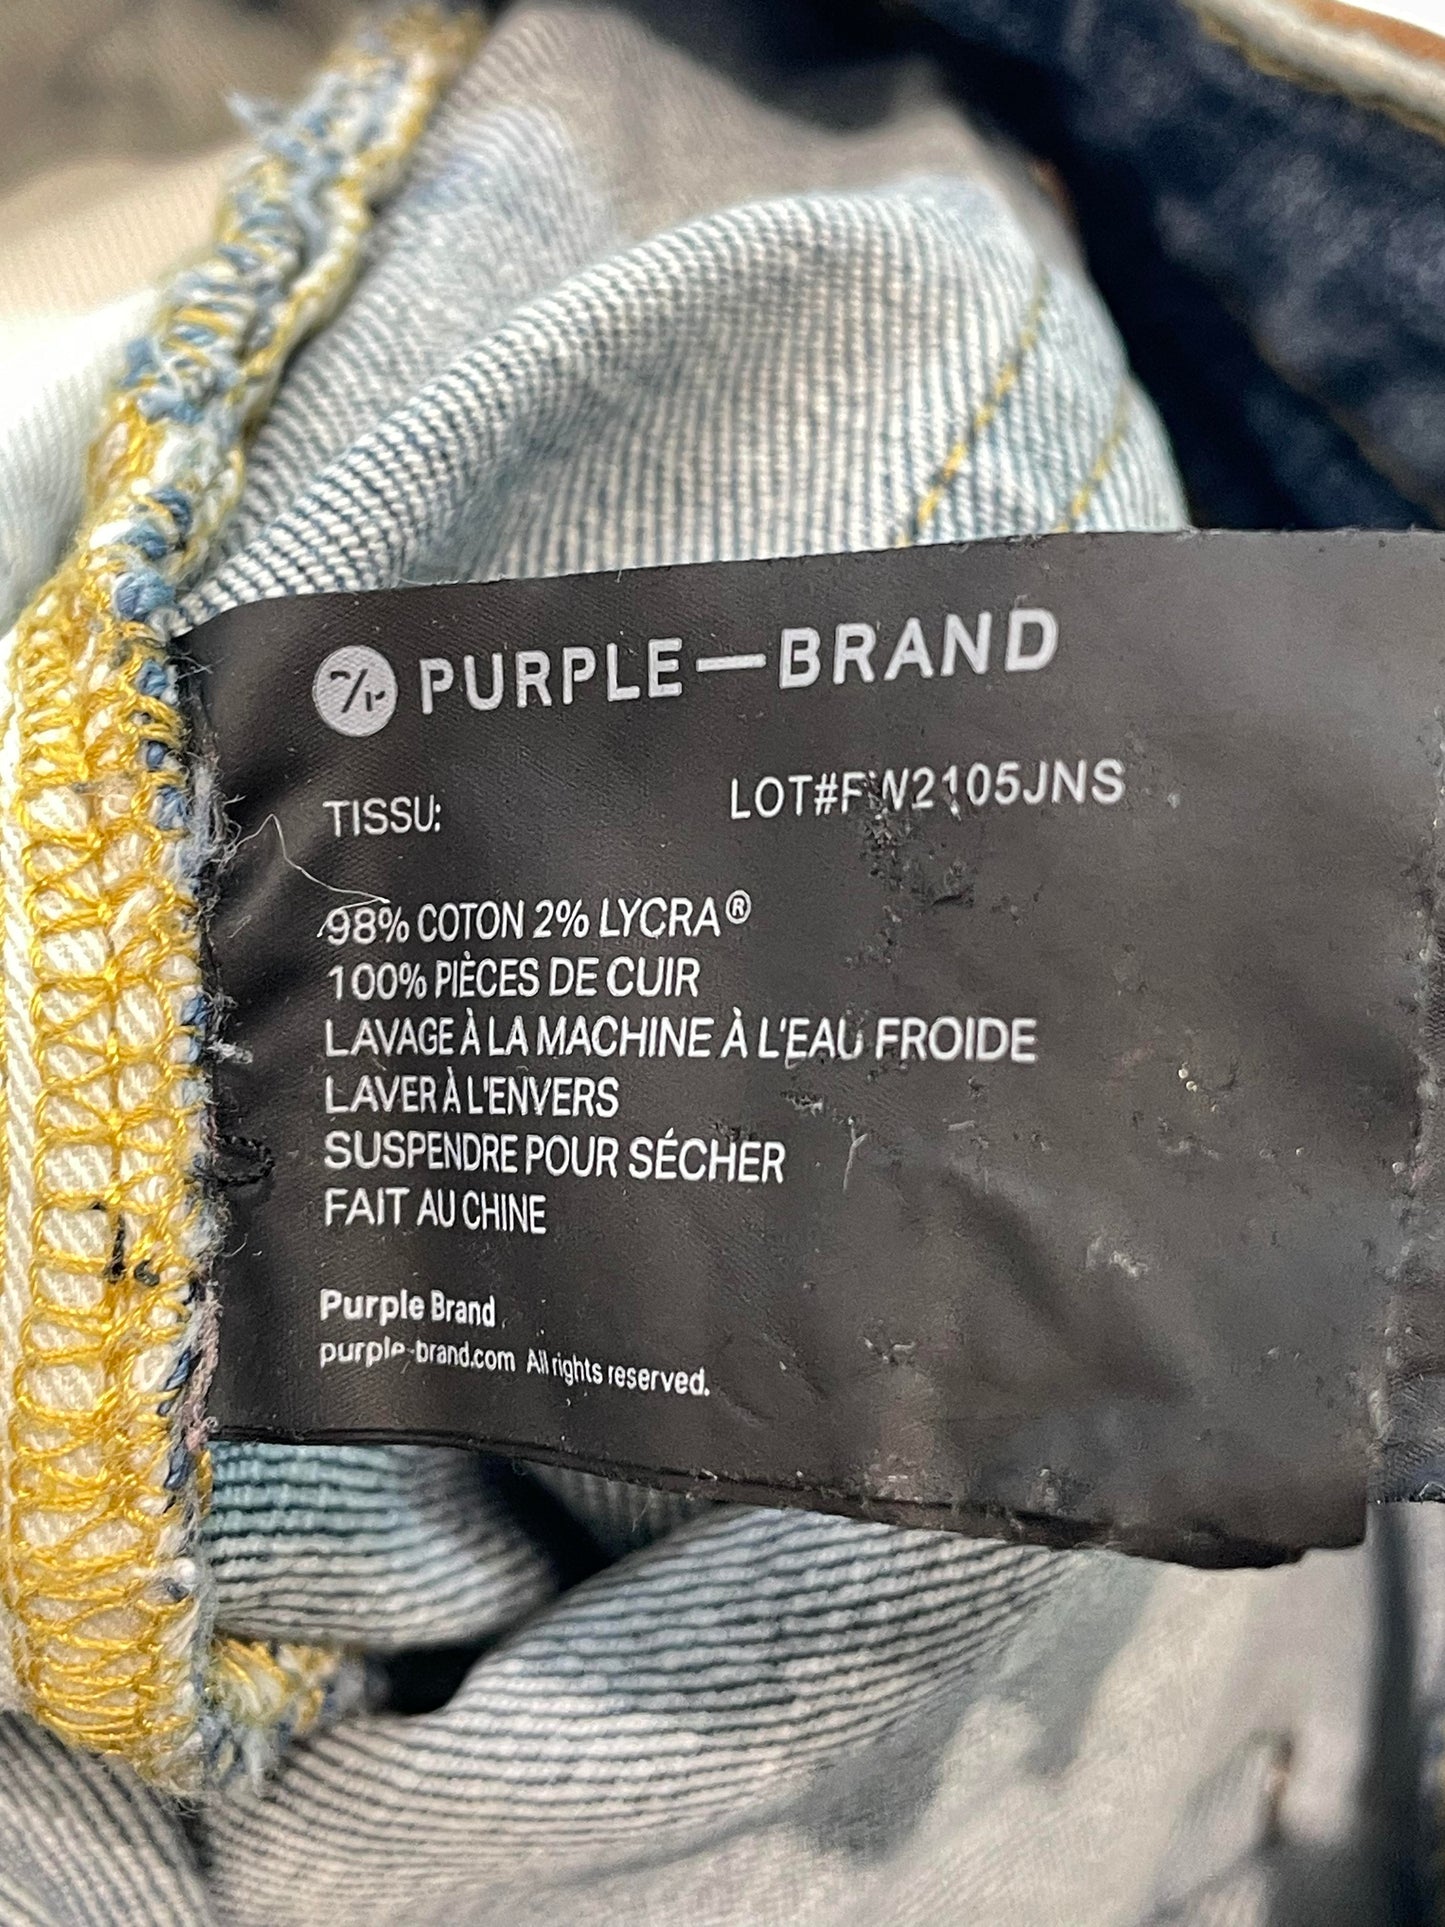 PURPLE—BRAND
TISSU: LOT#FW2105JNS
98% COTON 2% LYCRA®
100% PIÈCES DE CUIR
LAVAGE À LA MACHINE À L'EAU FROIDE
LAVER À L'ENVERS
SUSPENDRE POUR SÉCHER
FAIT AU CHINE
Purple Brand
purple-brand.com All rights reserved.